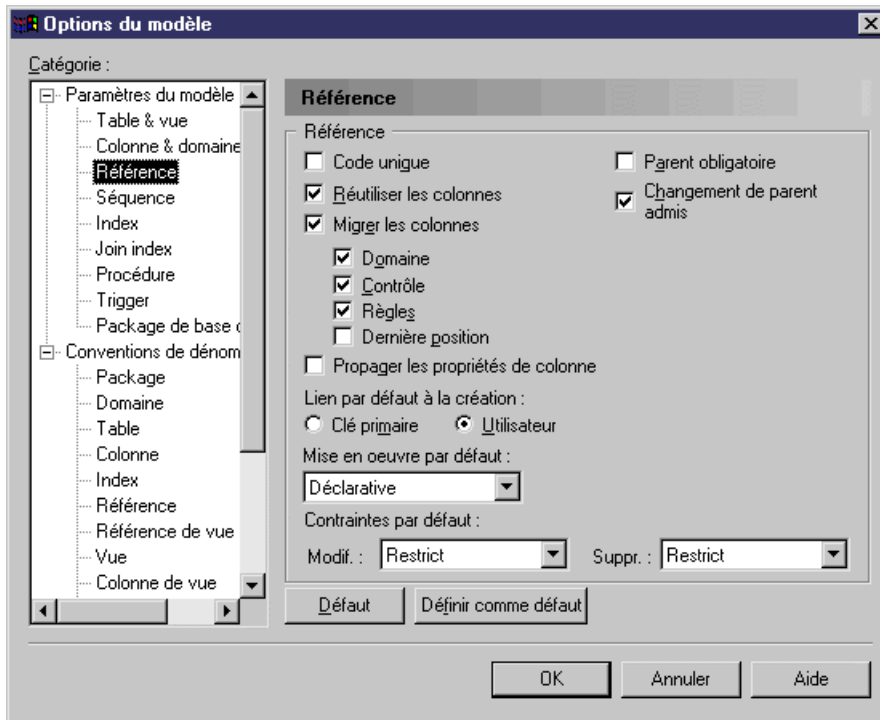 Options du modèle
Catégorie :
Paramètres du modèle
Table & vue
Colonne & domaine
Référence
Séquence
Index
Join index
Procédure
Trigger
Package de base
Conventions de dénom
Package
Domaine
Table
Colonne
Index
Référence
Référence de vue
Vue
Colonne de vue
Référence
Référence
Code unique
Parent obligatoire
Réutiliser les colonnes
Changement de parent
admis
Migrer les colonnes
Domaine
Contrôle
Règles
Dernière position
Propager les propriétés de colonne
Lien par défaut à la création :
Clé primaire
Utilisateur
Mise en oeuvre par défaut :
Déclarative
Contraintes par défaut :
Modif. : Restrict
Suppr. : Restrict
Défaut
Définir comme défaut
OK
Annuler
Aide